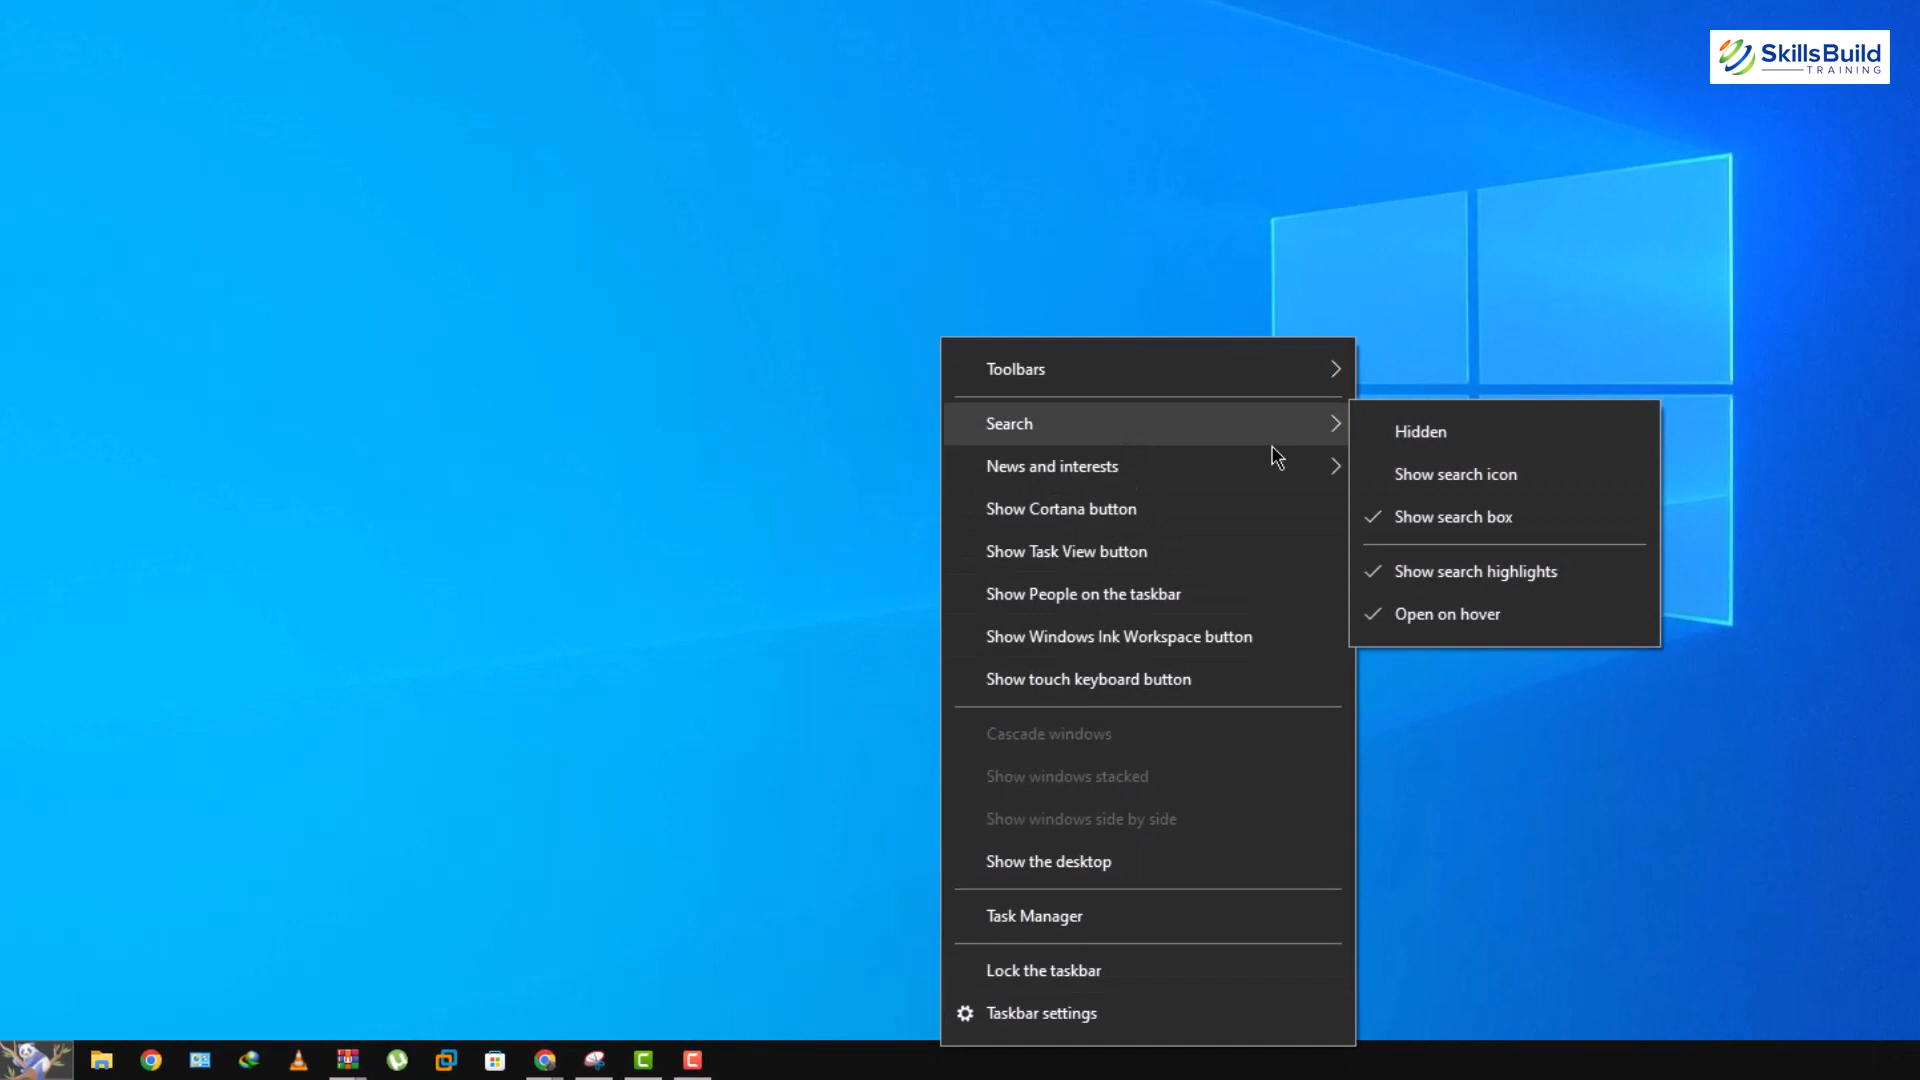 SkillsBuild
TRAINING
Toolbars
Search
News and interests
Show Cortana button
Show Task View button
Show People on the taskbar
Show Windows Ink Workspace button
Show touch keyboard button
Cascade windows
Show windows stacked
Show windows side by side
Show the desktop
Task Manager
Lock the taskbar
Taskbar settings
Hidden
Show search icon
Show search box
Show search highlights
Open on hover